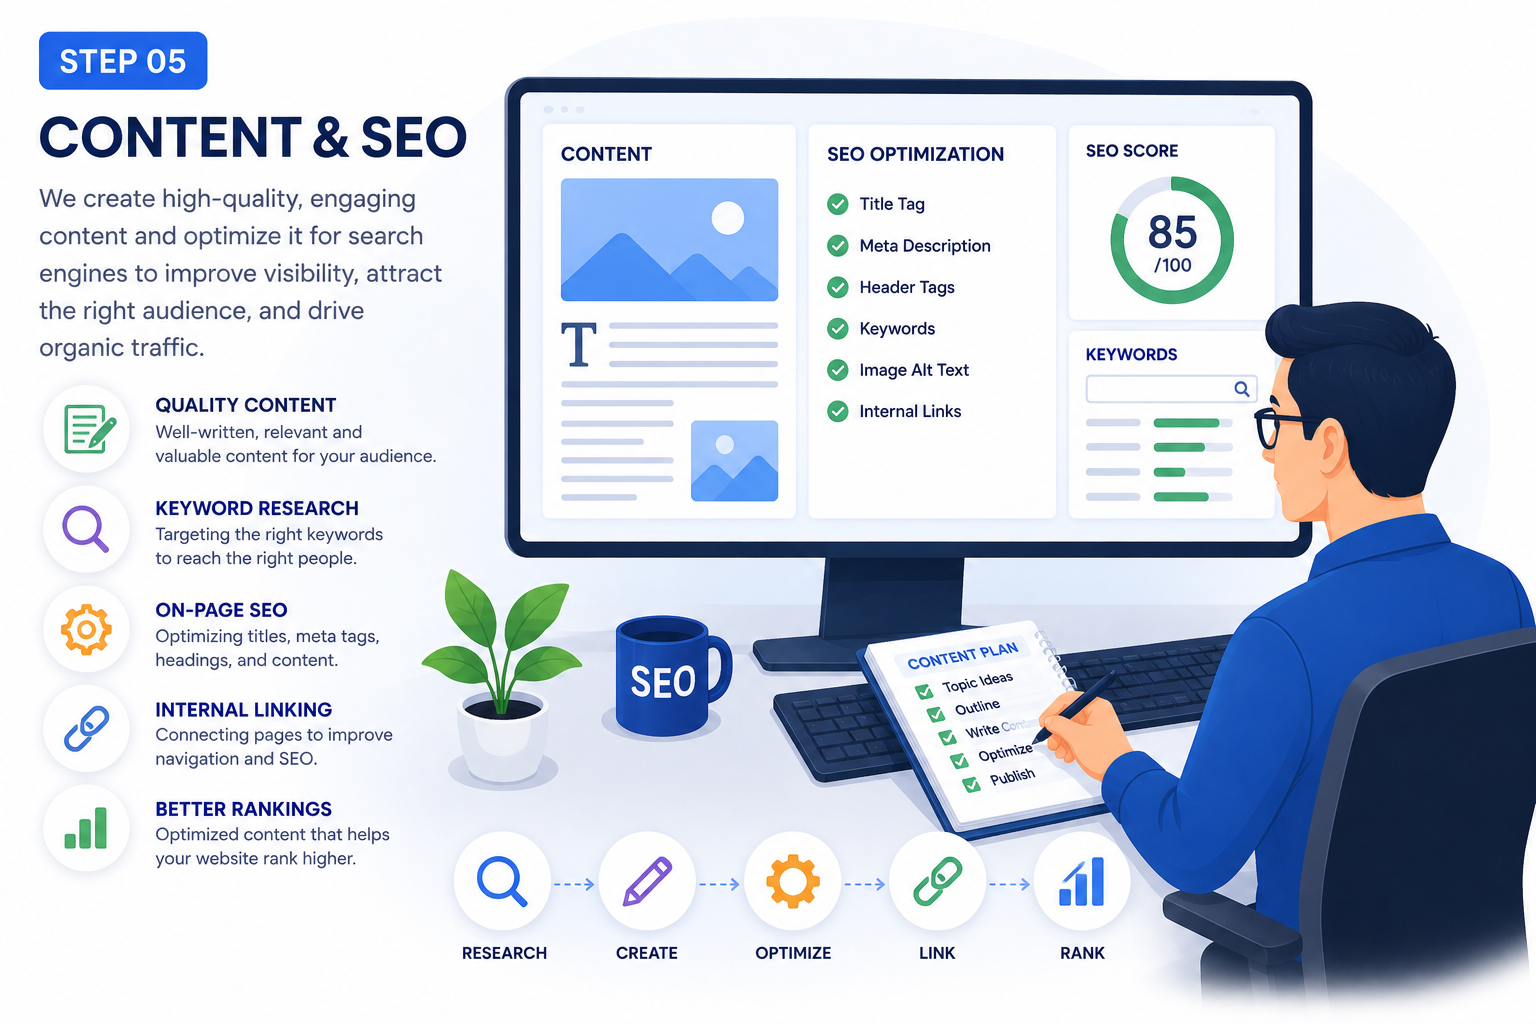 STEP 05
CONTENT & SEO
We create high-quality, engaging
content and optimize it for search
engines to improve visibility, attract
the right audience, and drive
organic traffic.
QUALITY CONTENT
Well-written, relevant and
valuable content for your audience.
KEYWORD RESEARCH
Targeting the right keywords
to reach the right people.
ON-PAGE SEO
Optimizing titles, meta tags,
headings, and content.
INTERNAL LINKING
Connecting pages to improve
navigation and SEO.
BETTER RANKINGS
Optimized content that helps
your website rank higher.
CONTENT
T
SEO OPTIMIZATION
Title Tag
Meta Description
Header Tags
Keywords
Image Alt Text
Internal Links
SEO SCORE
85
/100
KEYWORDS
SEO
CONTENT PLAN
Topic Ideas
Outline
Write
Optimize
Publish
RESEARCH
CREATE
OPTIMIZE
LINK
RANK